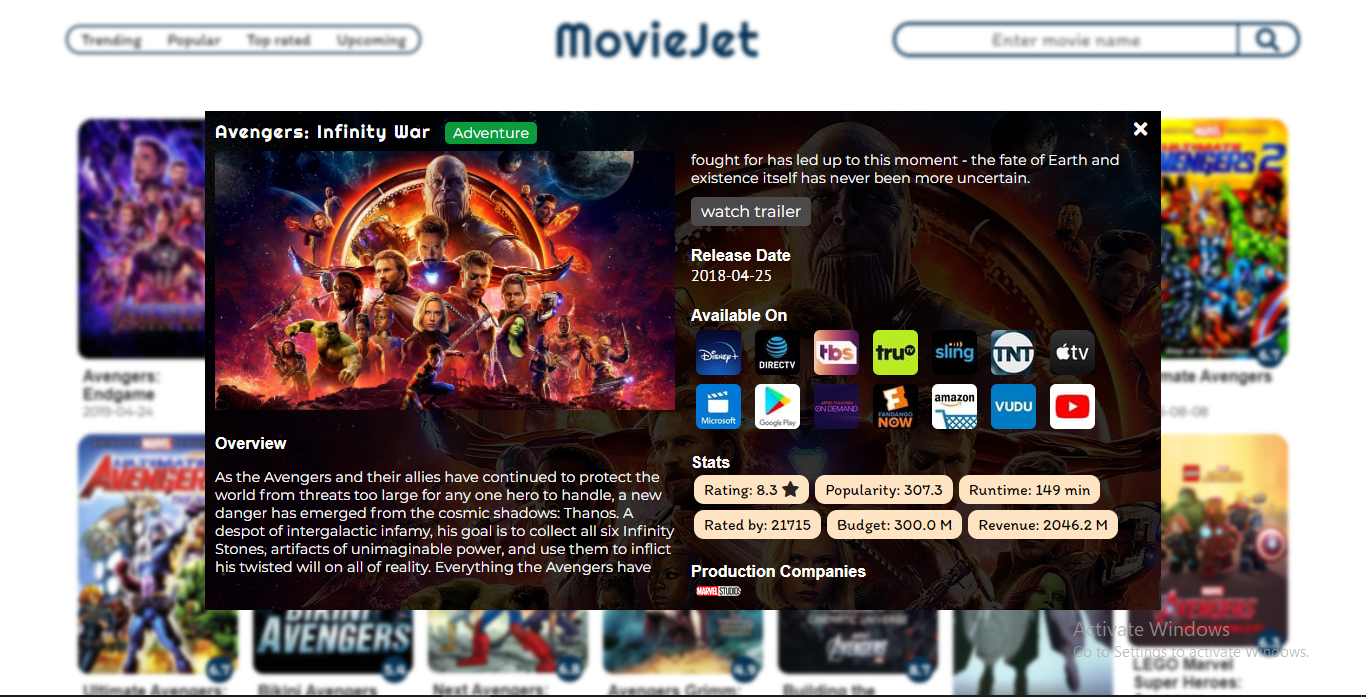 Trending Popular Top rated Upcoming
MovieJet
Enter movie name
Avengers: Infinity War
Adventure
Overview
As the Avengers and their allies have continued to protect the
world from threats too large for any one hero to handle, a new
danger has emerged from the cosmic shadows: Thanos. A
despot of intergalactic infamy, his goal is to collect all six Infinity
Stones, artifacts of unimaginable power, and use them to inflict
his twisted will on all of reality. Everything the Avengers have
fought for has led up to this moment - the fate of Earth and
existence itself has never been more uncertain.
watch trailer
Release Date
2018-04-25
Available On
Disney+ DIRECTV tbs truTV sling TNT tv
Microsoft Google Play ON DEMAND FANDANGO NOW amazon VUDU
Stats
Rating: 8.3 Popularity: 307.3 Runtime: 149 min
Rated by: 21715 Budget: 300.0 M Revenue: 2046.2 M
Production Companies
MARVEL STUDIOS
Avengers:
Endgame
2019-04-24
MARVEL
ULTIMATE
AVENGERS 2
6.7
mate Avengers
-08-08
ULTIMATE
AVENGERS
6.7
Ultimate Avengers:
BIKINI
AVENGERS
5.6
Bikini Avengers
6.8
Next Avengers:
4.9
Avengers Grimm:
CINEMATIC UNIVERSE
AVENGERS
6.7
Building the
LEGO
MARVEL
AVENGERS
6.3
LEGO Marvel
Super Heroes:
Activate Windows
Go to Settings to activate Windows.